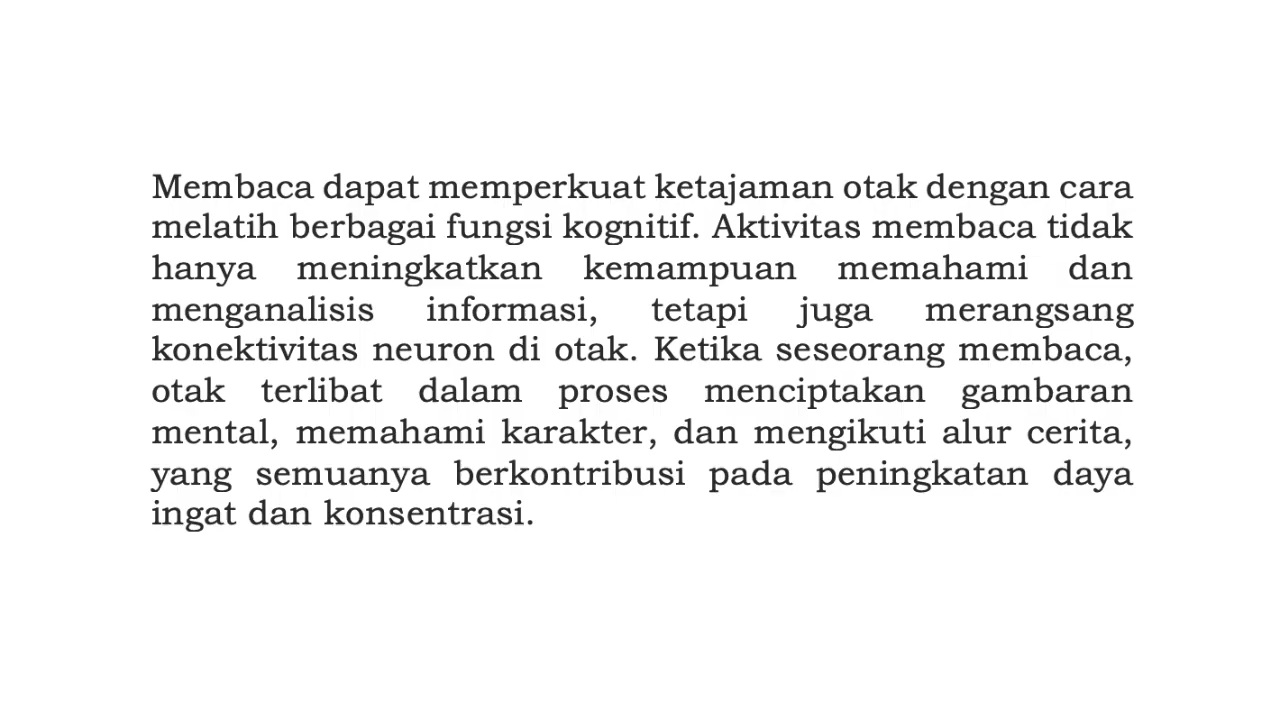 Membaca dapat memperkuat ketajaman otak dengan cara
melatih berbagai fungsi kognitif. Aktivitas membaca tidak
hanya meningkatkan kemampuan memahami dan
menganalisis informasi, tetapi juga merangsang
konektivitas neuron di otak. Ketika seseorang membaca,
otak terlibat dalam proses menciptakan gambaran
mental, memahami karakter, dan mengikuti alur cerita,
yang semuanya berkontribusi pada peningkatan daya
ingat dan konsentrasi.